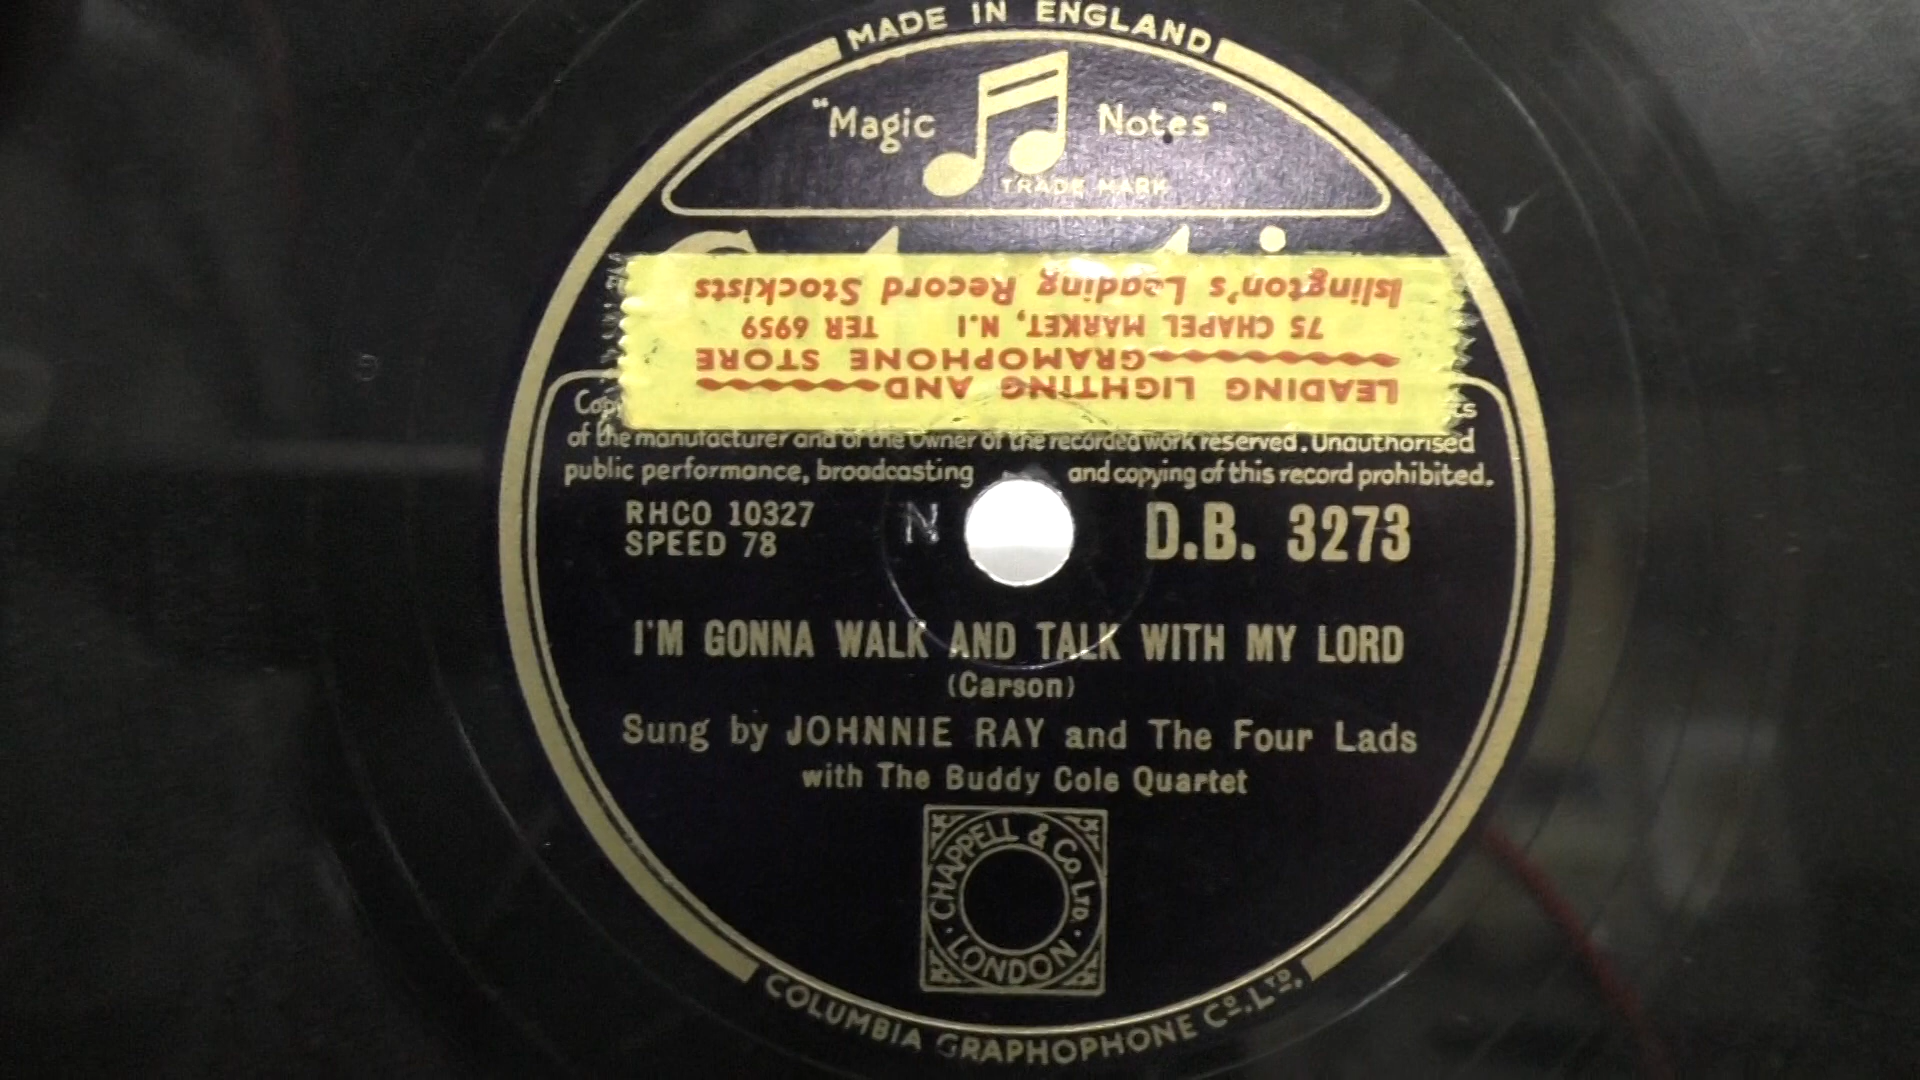 MADE IN ENGLAND
"Magic Notes"
TRADE MARK
LEADING LIGHTING AND
GRAMOPHONE STORE
75 CHAPEL MARKET, N.1 TER 6959
Islington's Leading Record Stockists
of the manufacturer and of the owner of the recorded work reserved. Unauthorised
public performance, broadcasting and copying of this record prohibited.
RHCO 10327
SPEED 78
N
D.B. 3273
I'M GONNA WALK AND TALK WITH MY LORD
(Carson)
Sung by JOHNNIE RAY and The Four Lads
with The Buddy Cole Quartet
CHAPPELL & CO. LTD.
· LONDON ·
COLUMBIA GRAPHOPHONE CO. LTD.